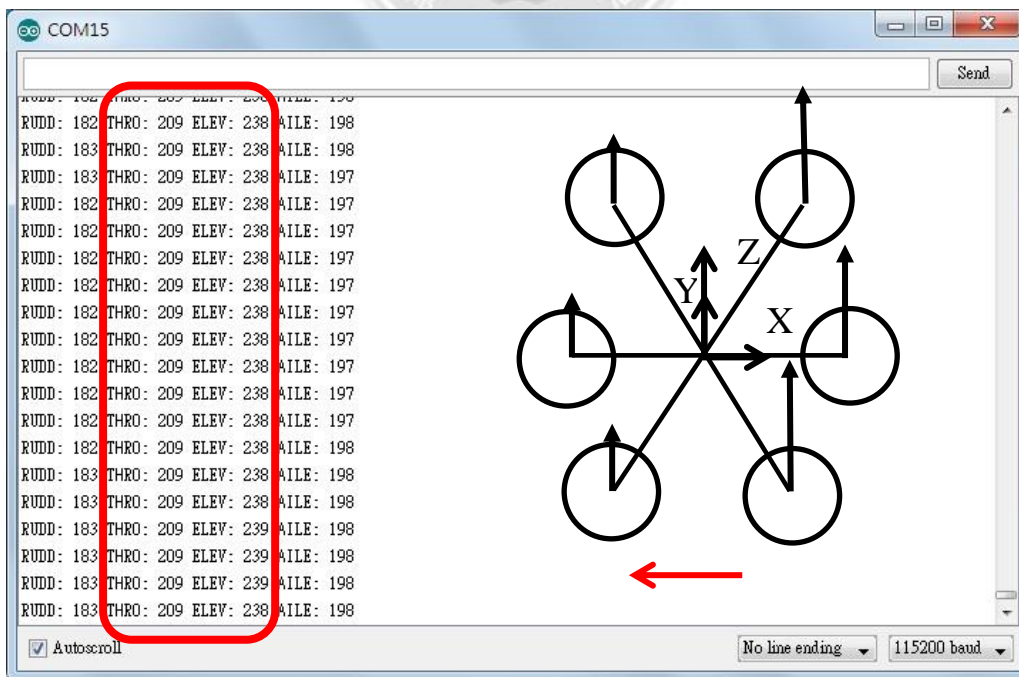 COM15
Send
RUDD: 182 THRO: 209 ELEV: 238 AILE: 198
RUDD: 182 THRO: 209 ELEV: 238 AILE: 198
RUDD: 183 THRO: 209 ELEV: 238 AILE: 198
RUDD: 183 THRO: 209 ELEV: 238 AILE: 197
RUDD: 182 THRO: 209 ELEV: 238 AILE: 197
RUDD: 182 THRO: 209 ELEV: 238 AILE: 197
RUDD: 182 THRO: 209 ELEV: 238 AILE: 197
RUDD: 182 THRO: 209 ELEV: 238 AILE: 197
RUDD: 182 THRO: 209 ELEV: 238 AILE: 197
RUDD: 182 THRO: 209 ELEV: 238 AILE: 197
RUDD: 182 THRO: 209 ELEV: 238 AILE: 197
RUDD: 182 THRO: 209 ELEV: 238 AILE: 197
RUDD: 182 THRO: 209 ELEV: 238 AILE: 197
RUDD: 182 THRO: 209 ELEV: 238 AILE: 198
RUDD: 183 THRO: 209 ELEV: 238 AILE: 198
RUDD: 183 THRO: 209 ELEV: 238 AILE: 198
RUDD: 183 THRO: 209 ELEV: 239 AILE: 198
RUDD: 183 THRO: 209 ELEV: 239 AILE: 198
RUDD: 183 THRO: 209 ELEV: 239 AILE: 198
RUDD: 183 THRO: 209 ELEV: 238 AILE: 198
Z
Y
X
Autoscroll
No line ending
115200 baud